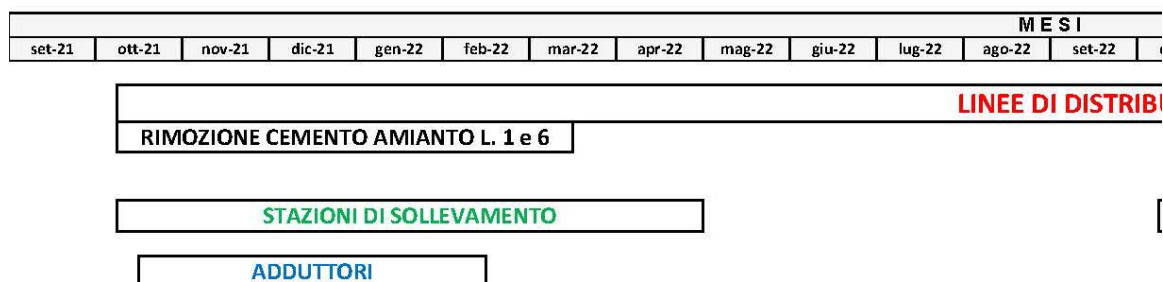 MESI
set-21 ott-21 nov-21 dic-21 gen-22 feb-22 mar-22 apr-22 mag-22 giu-22 lug-22 ago-22 set-22
LINEE DI
RIMOZIONE CEMENTO AMIANTO L. 1 e 6
STAZIONI DI SOLLEVAMENTO
ADDUTTORI